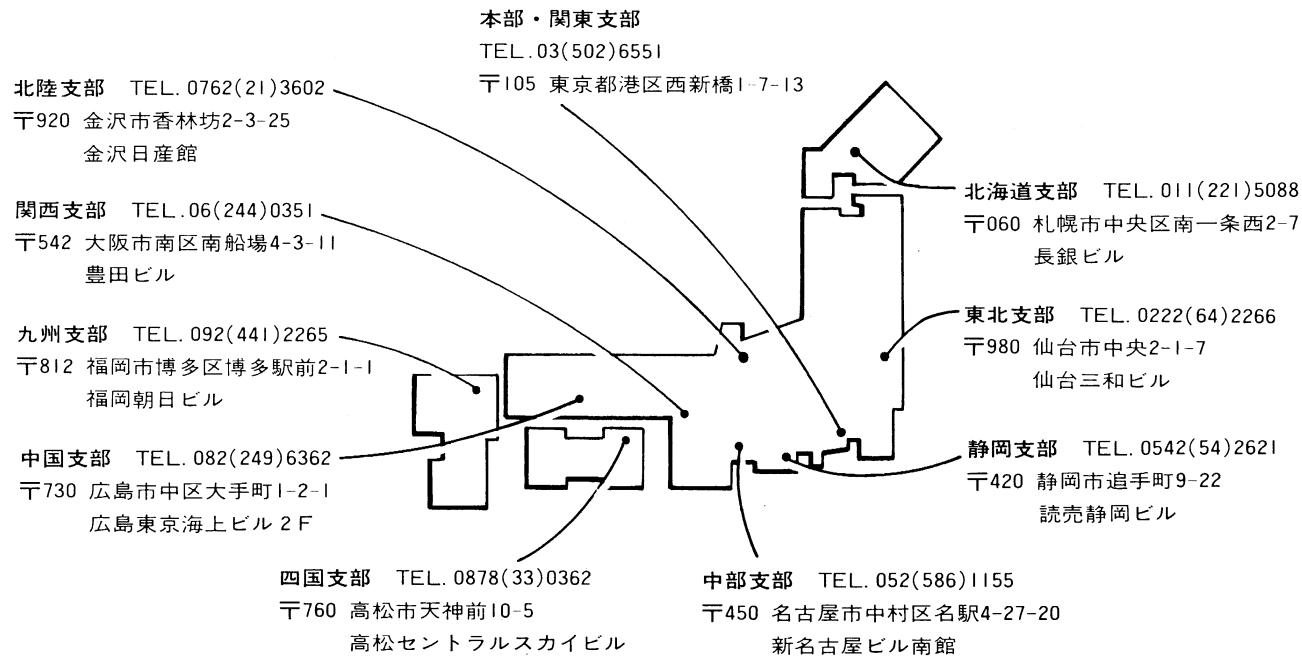 本部・関東支部
TEL.03(502)6551
〒105 東京都港区西新橋1-7-13
北陸支部 TEL. 0762(21)3602
〒920 金沢市香林坊2-3-25
金沢日産館
関西支部 TEL.06(244)0351
〒542 大阪市南区南船場4-3-11
豊田ビル
九州支部 TEL. 092(441)2265
〒812 福岡市博多区博多駅前2-1-1
福岡朝日ビル
中国支部 TEL. 082(249)6362
〒730 広島市中区大手町1-2-1
広島東京海上ビル2F
四国支部 TEL. 0878(33)0362
〒760 高松市天神前10-5
高松セントラルスカイビル
北海道支部 TEL. 011(221)5088
〒060 札幌市中央区南一条西2-7
長銀ビル
東北支部 TEL. 0222(64)2266
〒980 仙台市中央2-1-7
仙台三和ビル
静岡支部 TEL. 0542(54)2621
〒420 静岡市追手町9-22
読売静岡ビル
中部支部 TEL. 052(586)1155
〒450 名古屋市中村区名駅4-27-20
新名古屋ビル南館